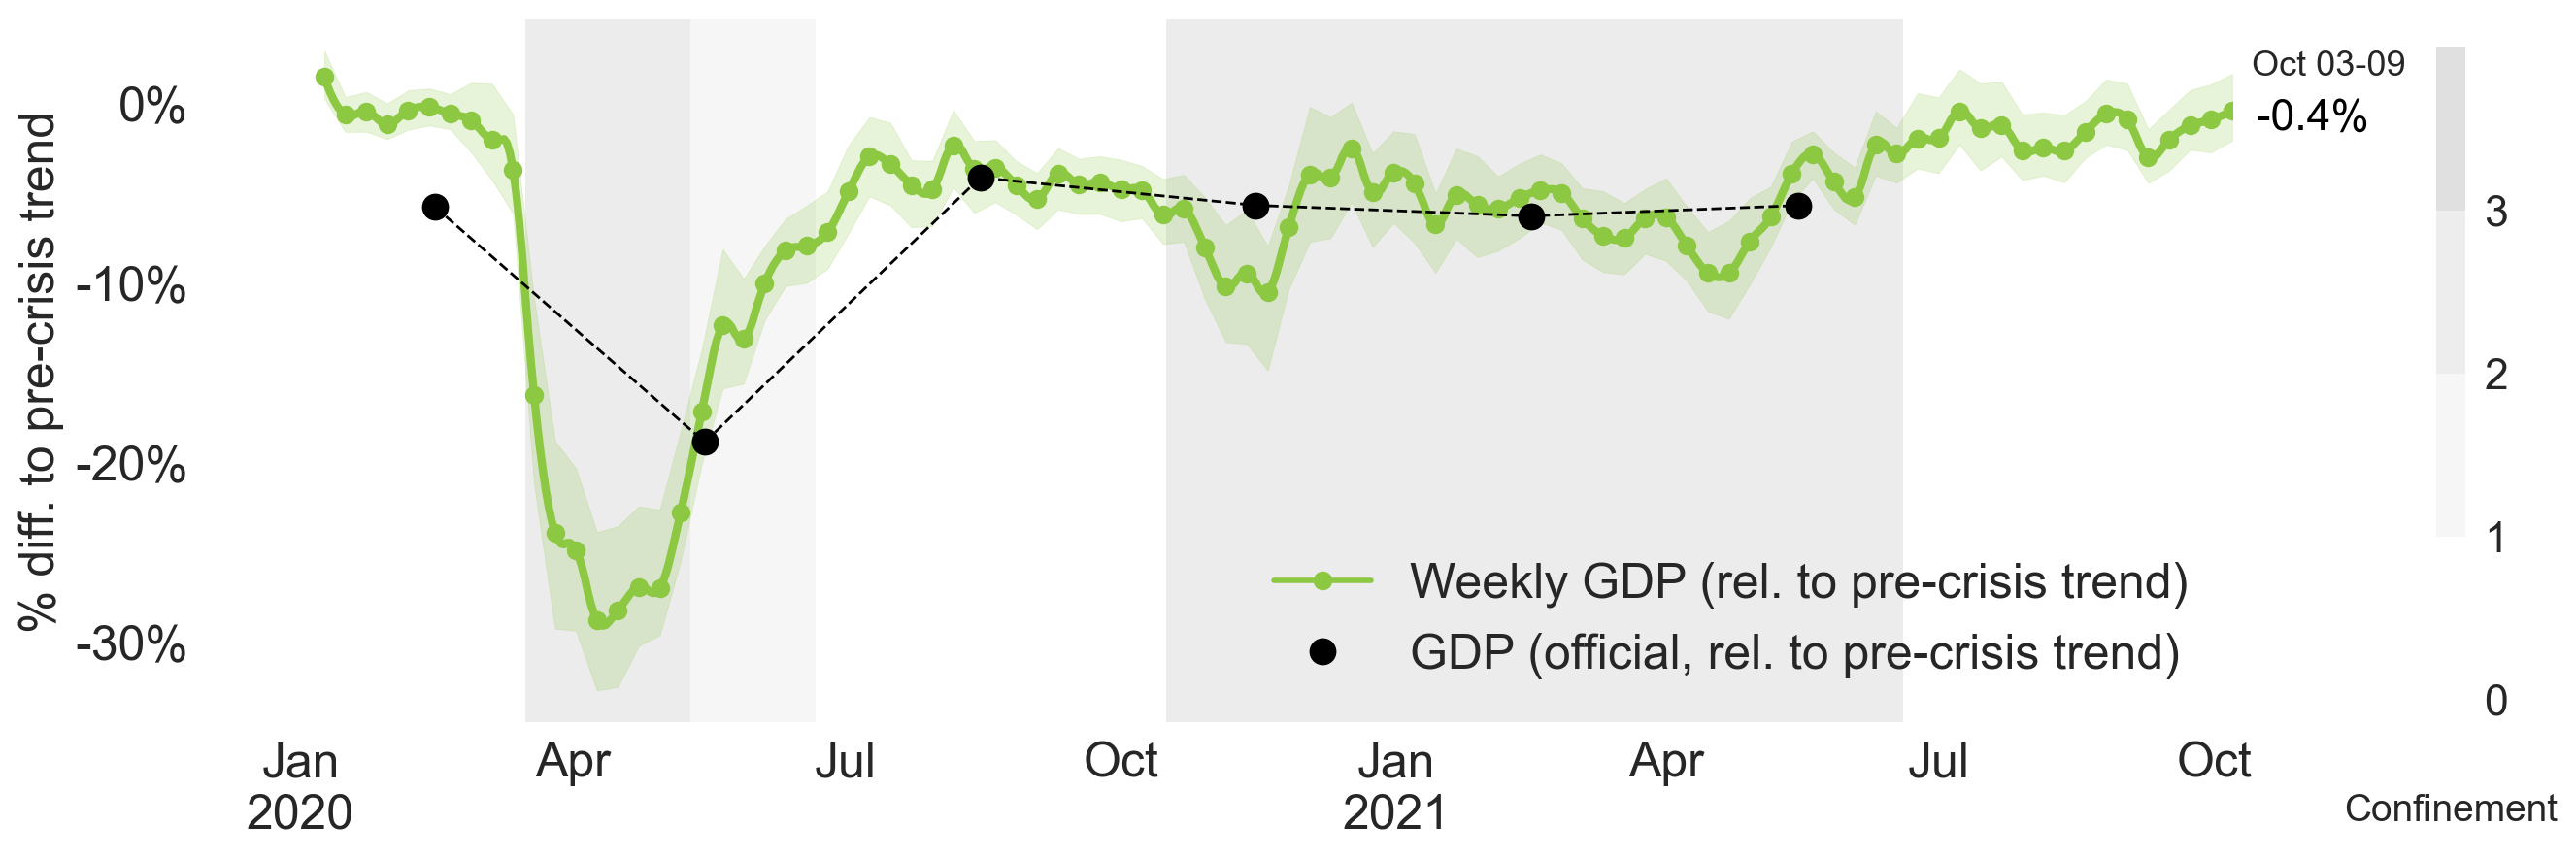 % diff. to pre-crisis trend
0%
-10%
-20%
-30%
Oct 03-09
-0.4%
3
2
1
0
Confinement
Weekly GDP (rel. to pre-crisis trend)
GDP (official, rel. to pre-crisis trend)
Jan Apr Jul Oct Jan Apr Jul Oct
2020 2021